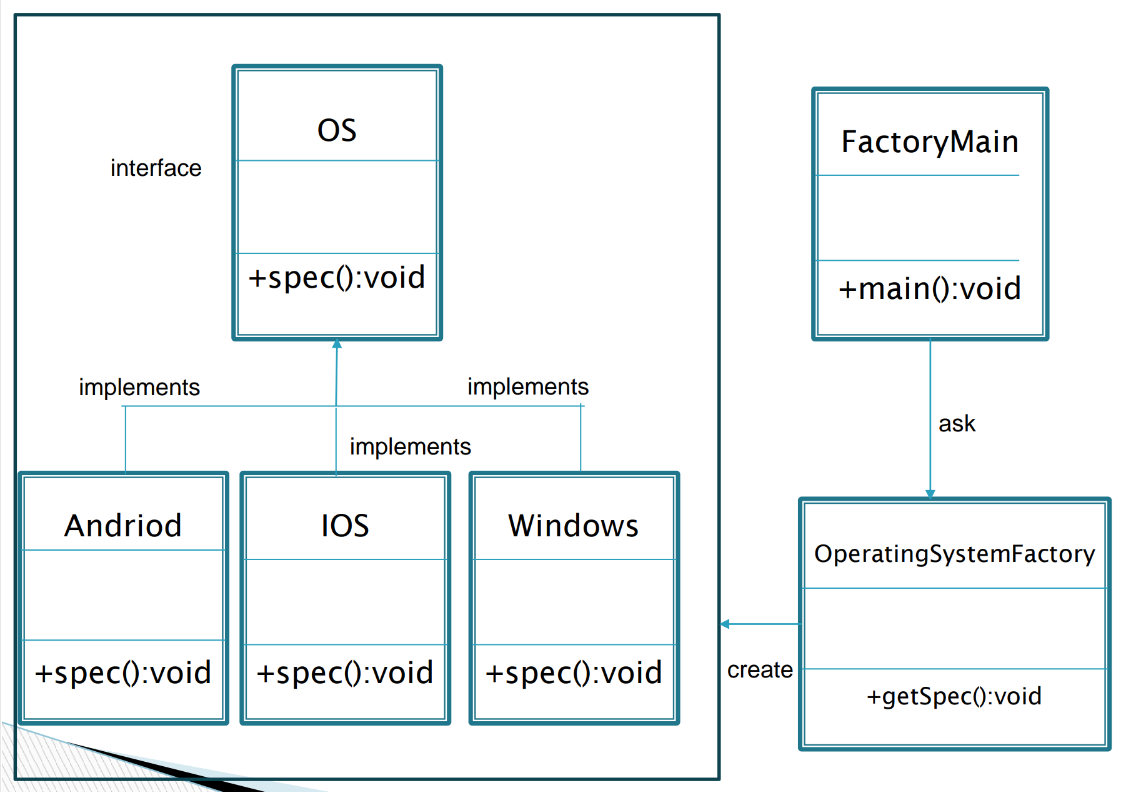 OS
interface
+spec():void
implements
implements
implements
Andriod
+spec():void
IOS
+spec():void
Windows
+spec():void
FactoryMain
+main():void
ask
OperatingSystemFactory
create
+getSpec():void